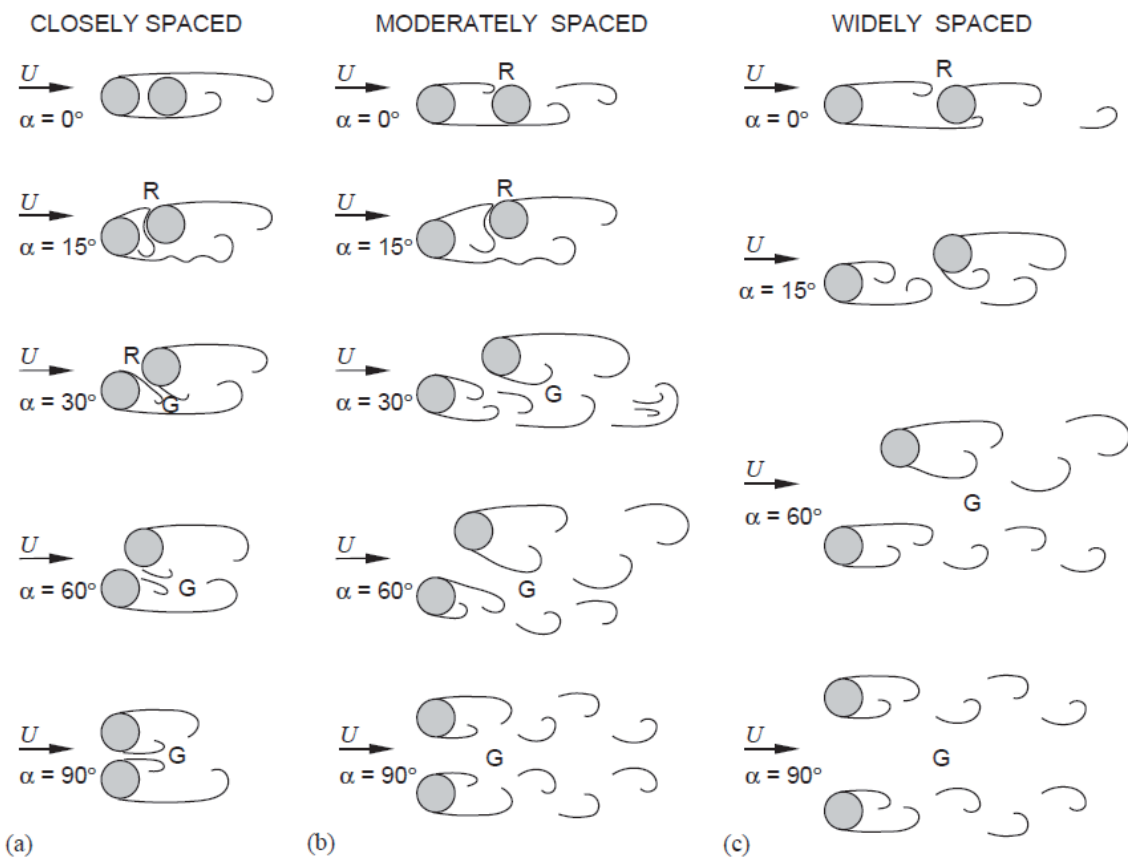 CLOSELY SPACED
U
α = 0°
U
R
α = 15°
U
R
α = 30°
G
U
α = 60°
G
U
G
α = 90°
(a)
MODERATELY SPACED
U
R
α = 0°
U
R
α = 15°
U
G
α = 30°
U
G
α = 60°
U
G
α = 90°
(b)
WIDELY SPACED
U
R
α = 0°
U
α = 15°
U
G
α = 60°
U
G
α = 90°
(c)